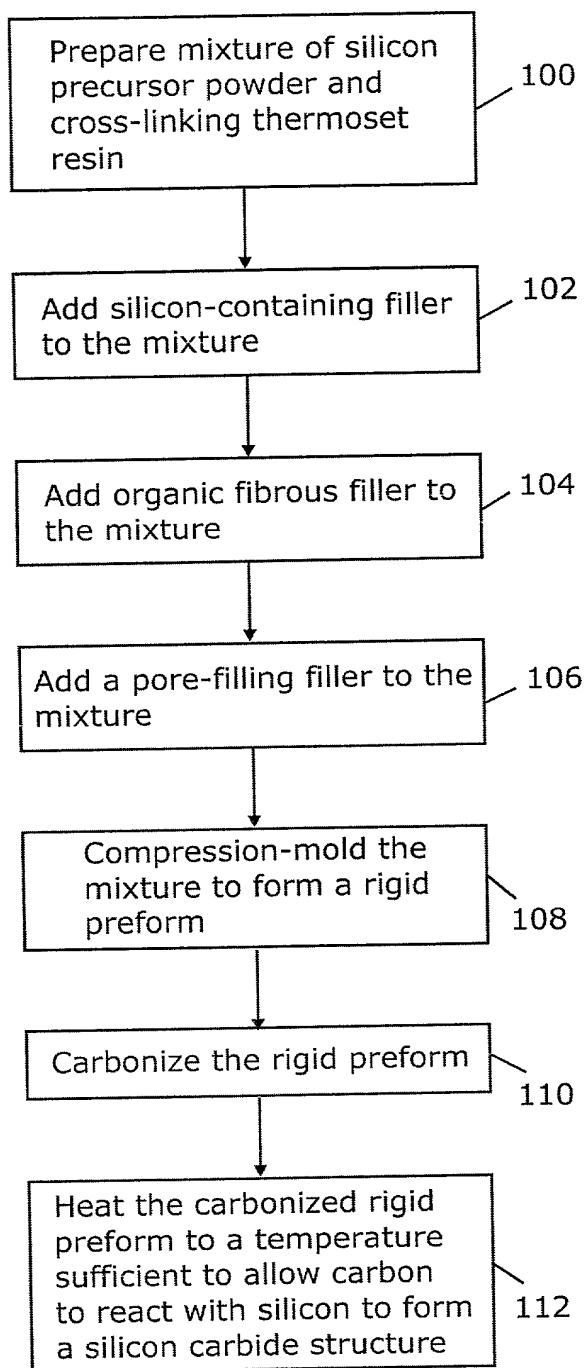 Prepare mixture of silicon
precursor powder and
cross-linking thermoset
resin
100
Add silicon-containing filler
to the mixture
102
Add organic fibrous filler to
the mixture
104
Add a pore-filling filler to the
mixture
106
Compression-mold the
mixture to form a rigid
preform
108
Carbonize the rigid preform
110
Heat the carbonized rigid
preform to a temperature
sufficient to allow carbon
to react with silicon to form
a silicon carbide structure
112